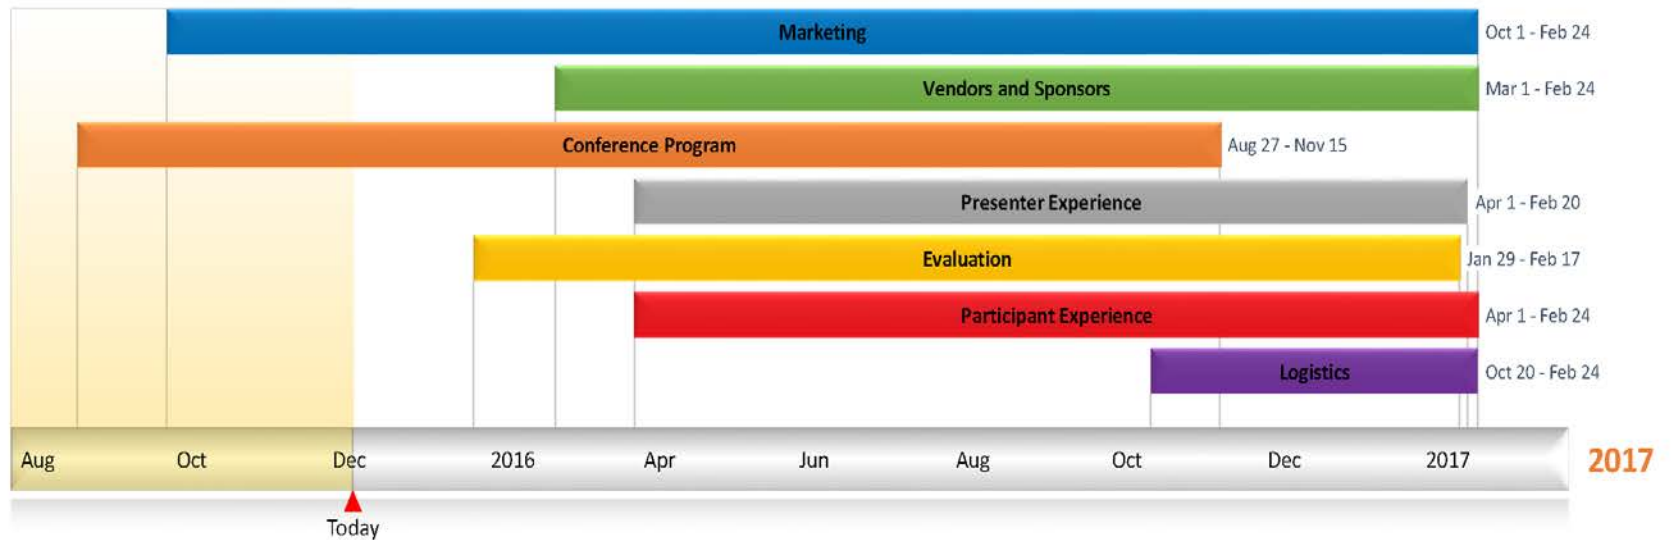 Marketing Oct 1 - Feb 24
Vendors and Sponsors Mar 1 - Feb 24
Conference Program Aug 27 - Nov 15
Presenter Experience Apr 1 - Feb 20
Evaluation Jan 29 - Feb 17
Participant Experience Apr 1 - Feb 24
Logistics Oct 20 - Feb 24
Aug Oct Dec 2016 Apr Jun Aug Oct Dec 2017 2017
Today